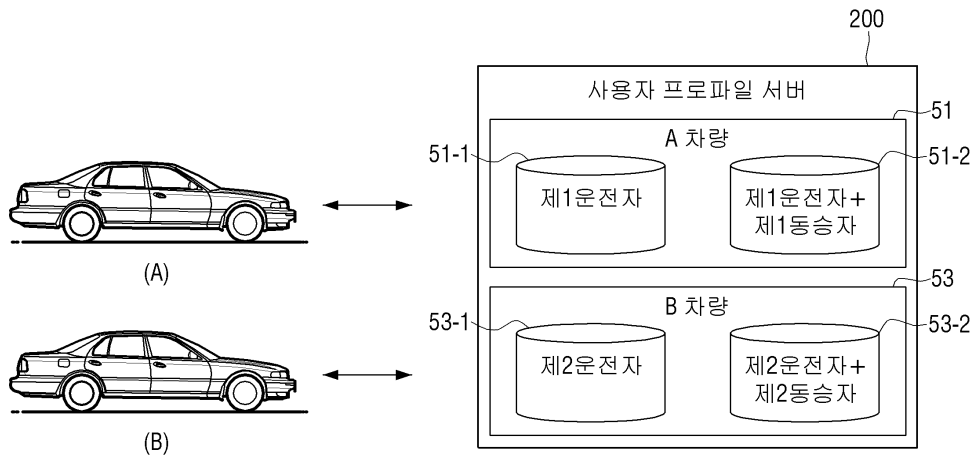 200
사용자 프로파일 서버
51
A 차량
51-1
51-2
제1운전자
제1운전자+
제1동승자
(A)
53
B 차량
53-1
53-2
제2운전자
제2운전자+
제2동승자
(B)